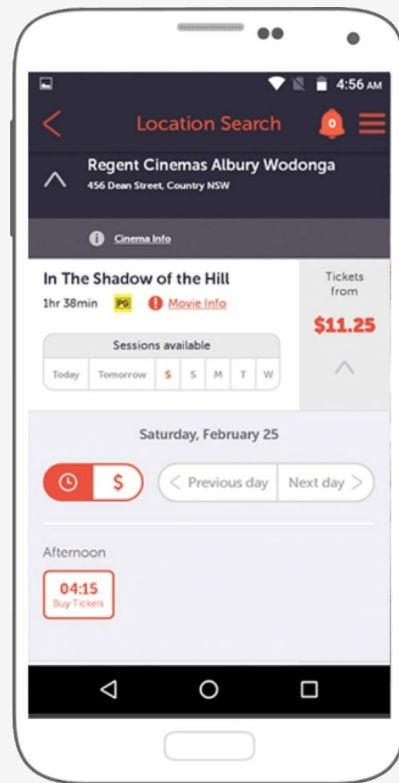 4:56 AM
Location Search
0
Regent Cinemas Albury Wodonga
456 Dean Street, Country NSW
Cinema Info
In The Shadow of the Hill
1hr 38min PG Movie Info
Tickets from
$11.25
Sessions available
Today Tomorrow S S M T W
Saturday, February 25
$ < Previous day Next day >
Afternoon
04:15
Buy Tickets